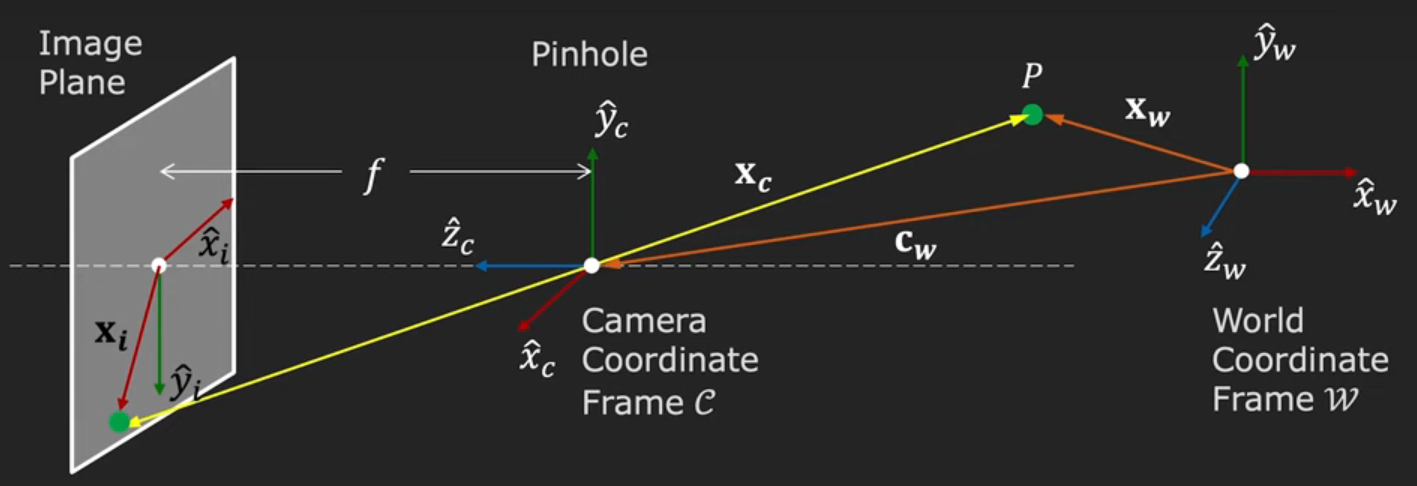 Image
Plane
Pinhole
P
ŷ_w
ŷ_c
𝐱_w
f
𝐱_c
x̂_w
x̂_i
ẑ_c
𝐜_w
ẑ_w
𝐱_i
ŷ_i
x̂_c
Camera
Coordinate
Frame 𝒞
World
Coordinate
Frame 𝒲